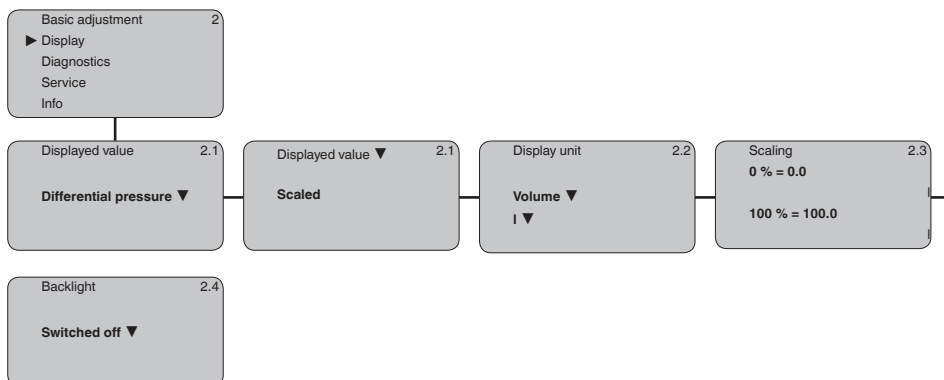 Basic adjustment 2
▶ Display
Diagnostics
Service
Info
Displayed value 2.1
Differential pressure ▼
Displayed value ▼ 2.1
Scaled
Display unit 2.2
Volume ▼
l ▼
Scaling 2.3
0 % = 0.0
l
100 % = 100.0
l
Backlight 2.4
Switched off ▼